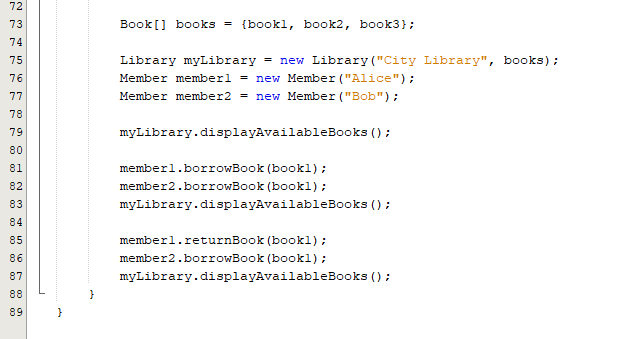 72
73 Book[] books = {book1, book2, book3};
74
75 Library myLibrary = new Library("City Library", books);
76 Member member1 = new Member("Alice");
77 Member member2 = new Member("Bob");
78
79 myLibrary.displayAvailableBooks();
80
81 member1.borrowBook(book1);
82 member2.borrowBook(book1);
83 myLibrary.displayAvailableBooks();
84
85 member1.returnBook(book1);
86 member2.borrowBook(book1);
87 myLibrary.displayAvailableBooks();
88 }
89 }